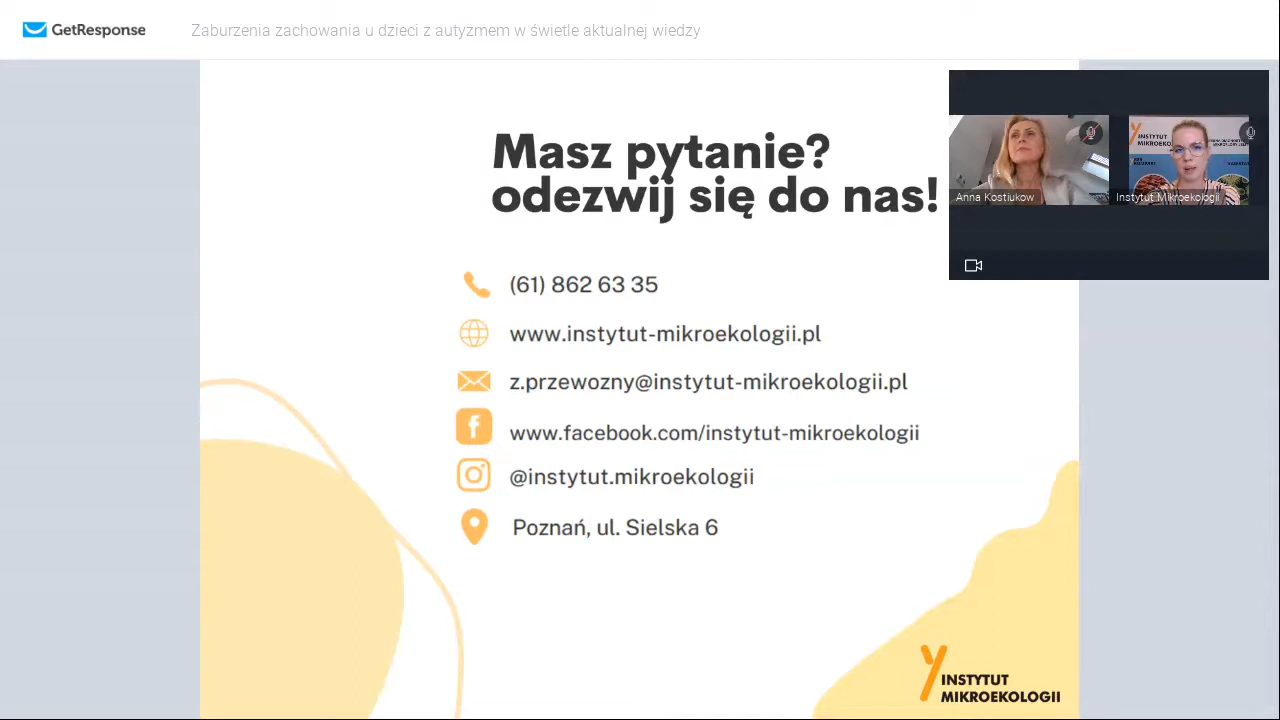 GetResponse
Zaburzenia zachowania u dzieci z autyzmem w świetle aktualnej wiedzy
Masz pytanie?
odezwij się do nas!
(61) 862 63 35
www.instytut-mikroekologii.pl
z.przewozny@instytut-mikroekologii.pl
www.facebook.com/instytut-mikroekologii
@instytut.mikroekologii
Poznań, ul. Sielska 6
INSTYTUT
MIKROEKOLOGII
Anna Kostiukow
Instytut Mikroekologii
INSTYTUT